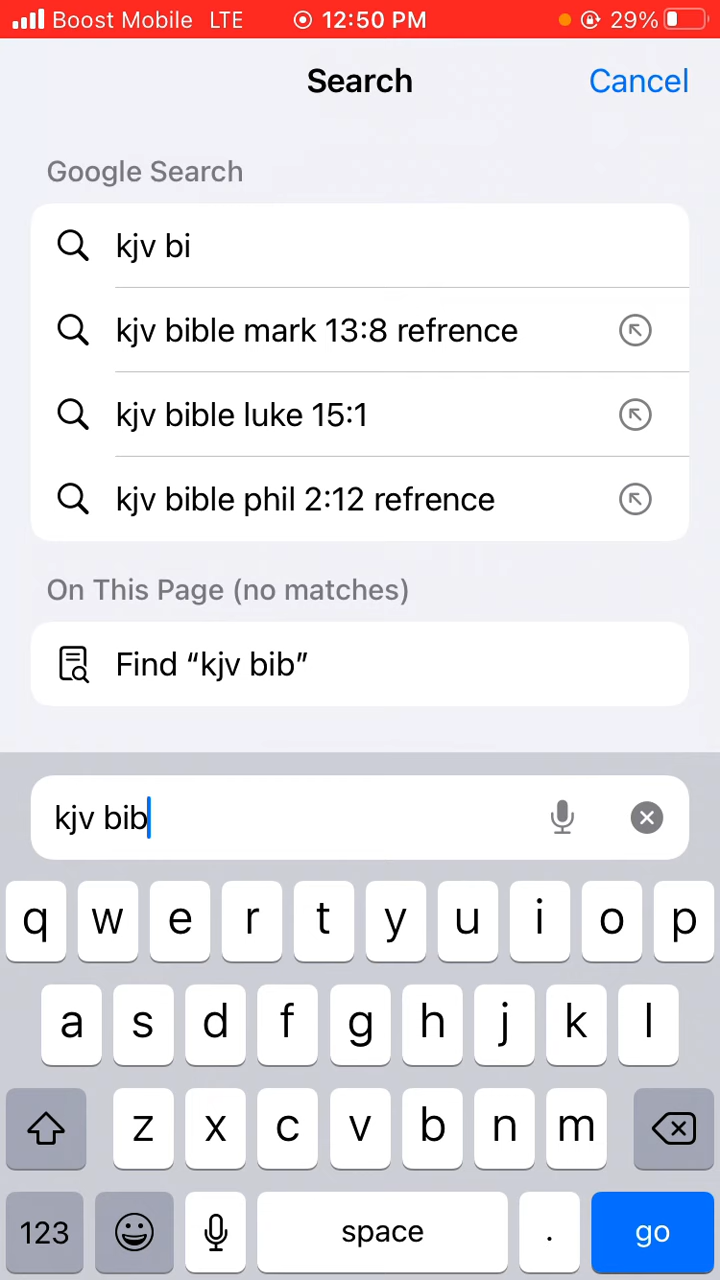 Boost Mobile LTE 12:50 PM 29%
Search Cancel
Google Search
kjv bi
kjv bible mark 13:8 refrence
kjv bible luke 15:1
kjv bible phil 2:12 refrence
On This Page (no matches)
Find “kjv bib”
kjv bib
q w e r t y u i o p
a s d f g h j k l
z x c v b n m
123 space . go